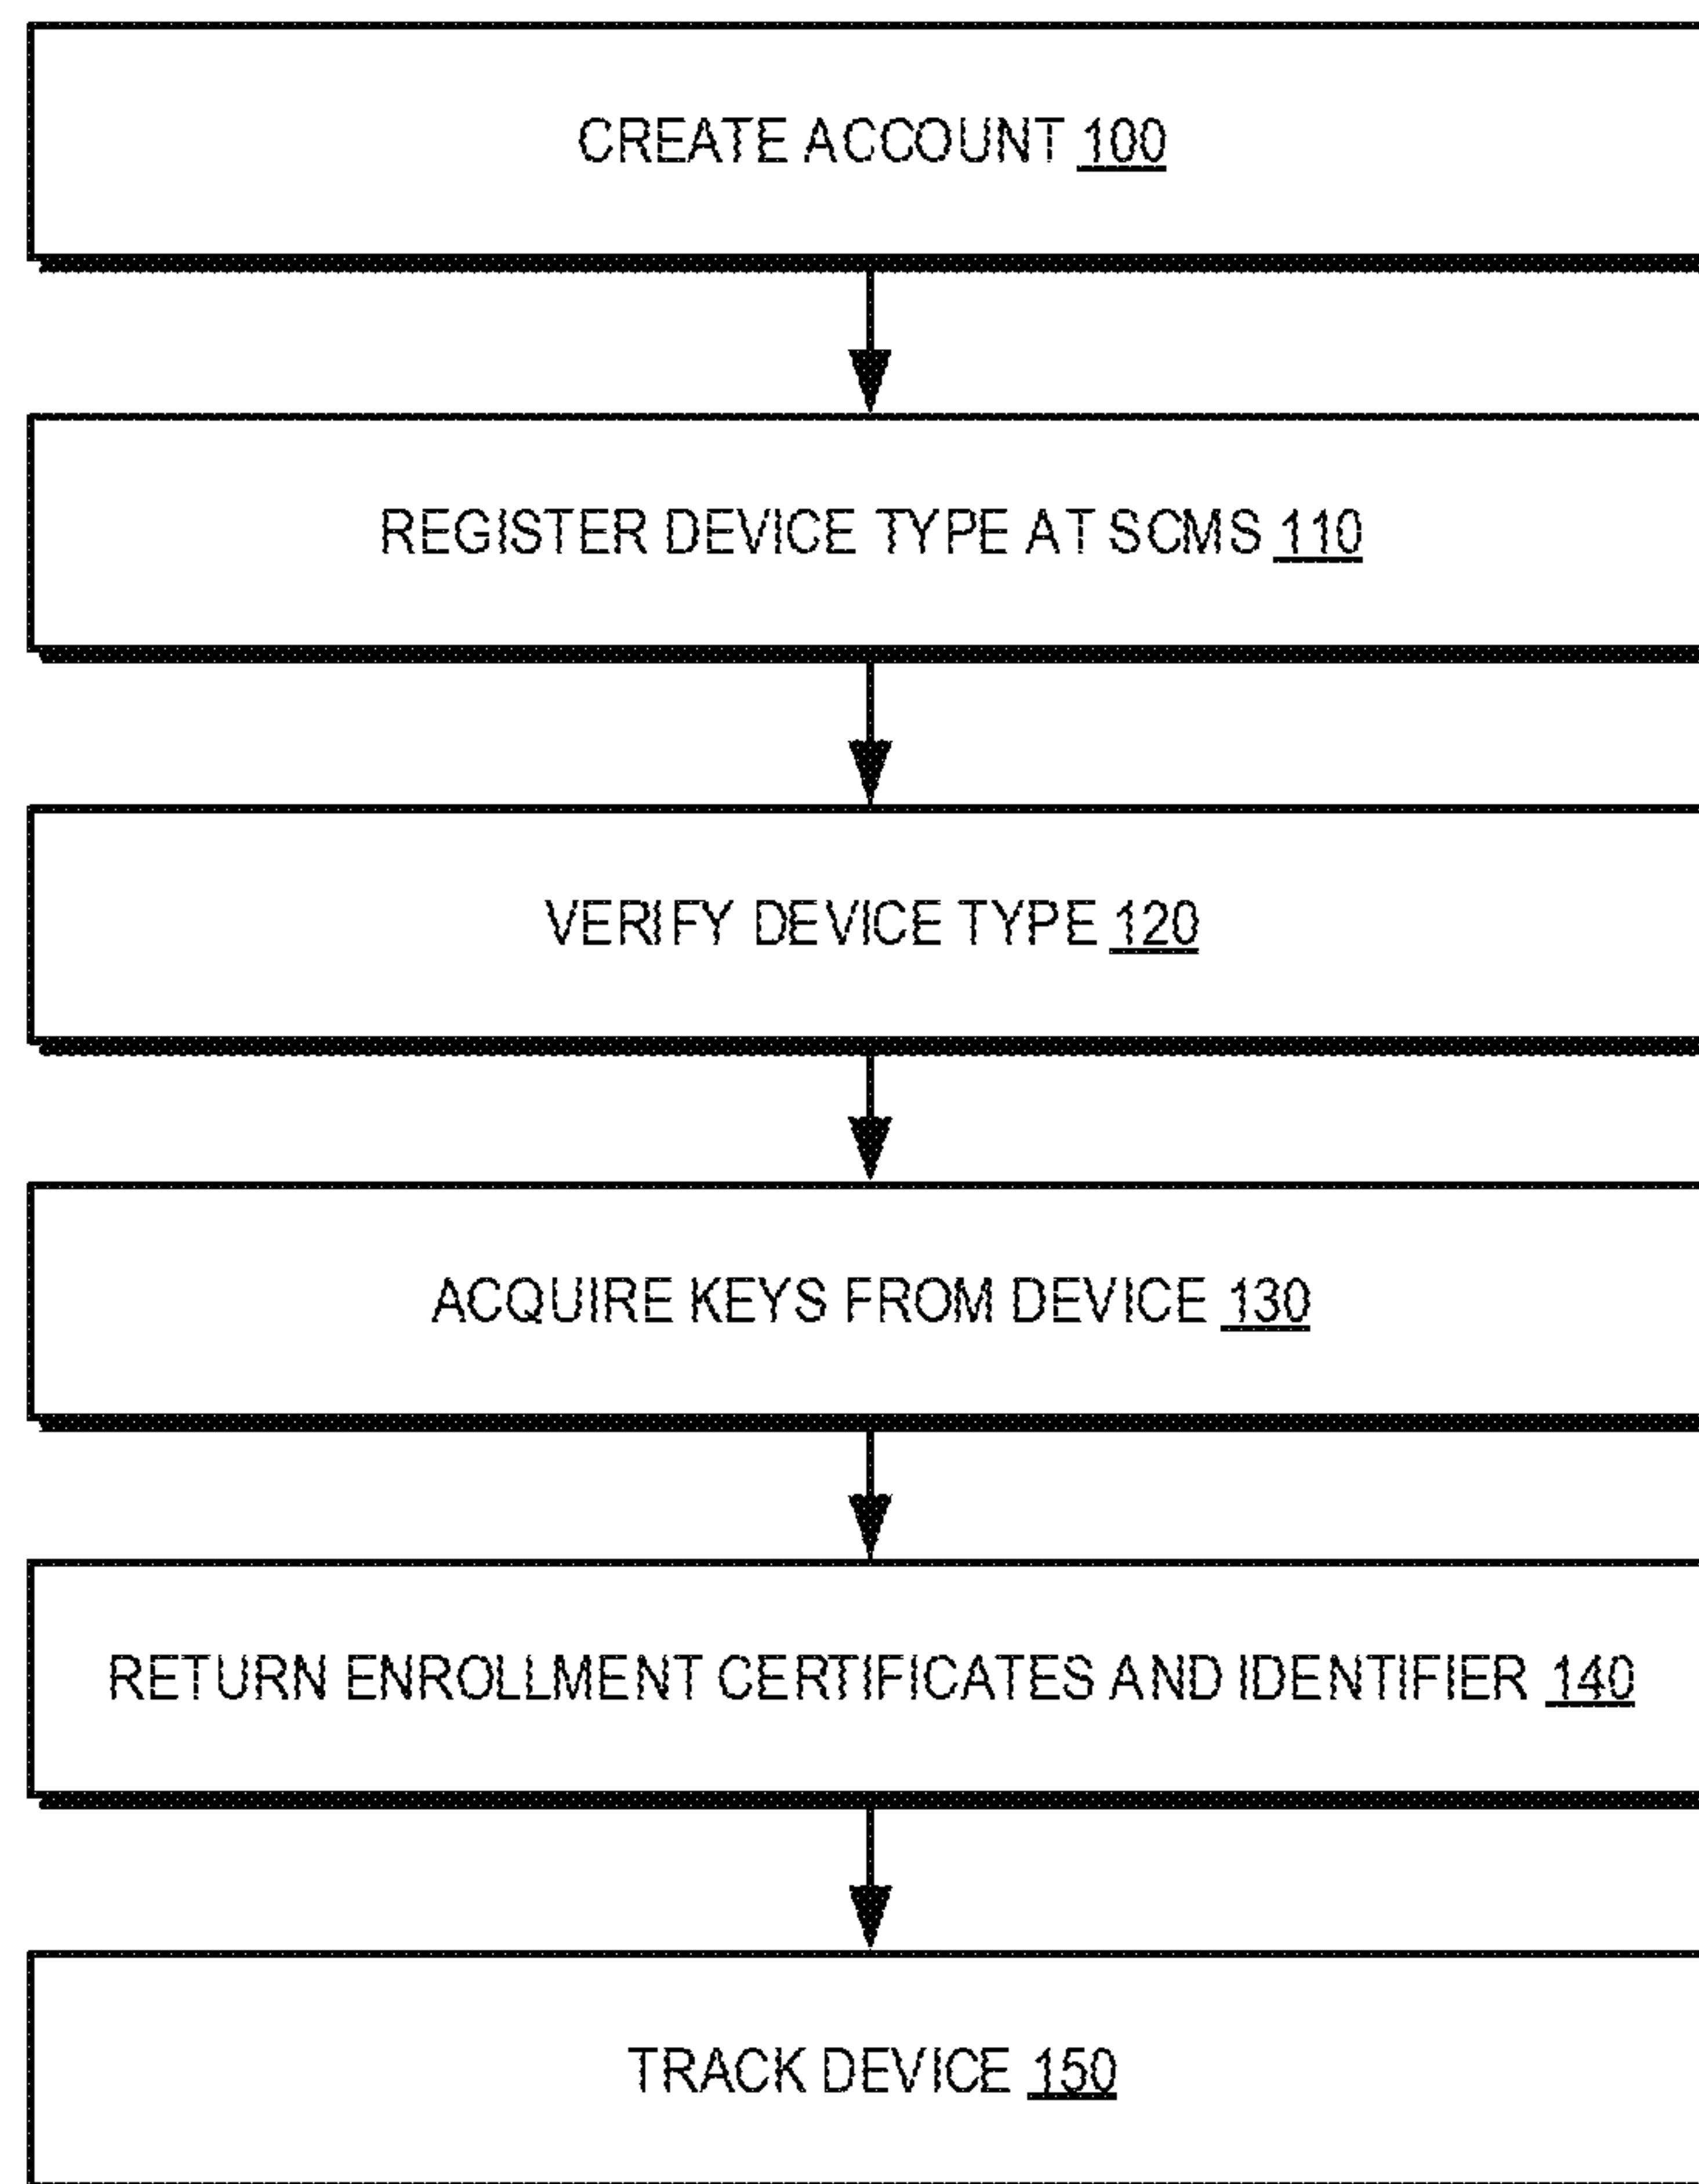 CREATE ACCOUNT 100
REGISTER DEVICE TYPE AT SCMS 110
VERIFY DEVICE TYPE 120
ACQUIRE KEYS FROM DEVICE 130
RETURN ENROLLMENT CERTIFICATES AND IDENTIFIER 140
TRACK DEVICE 150